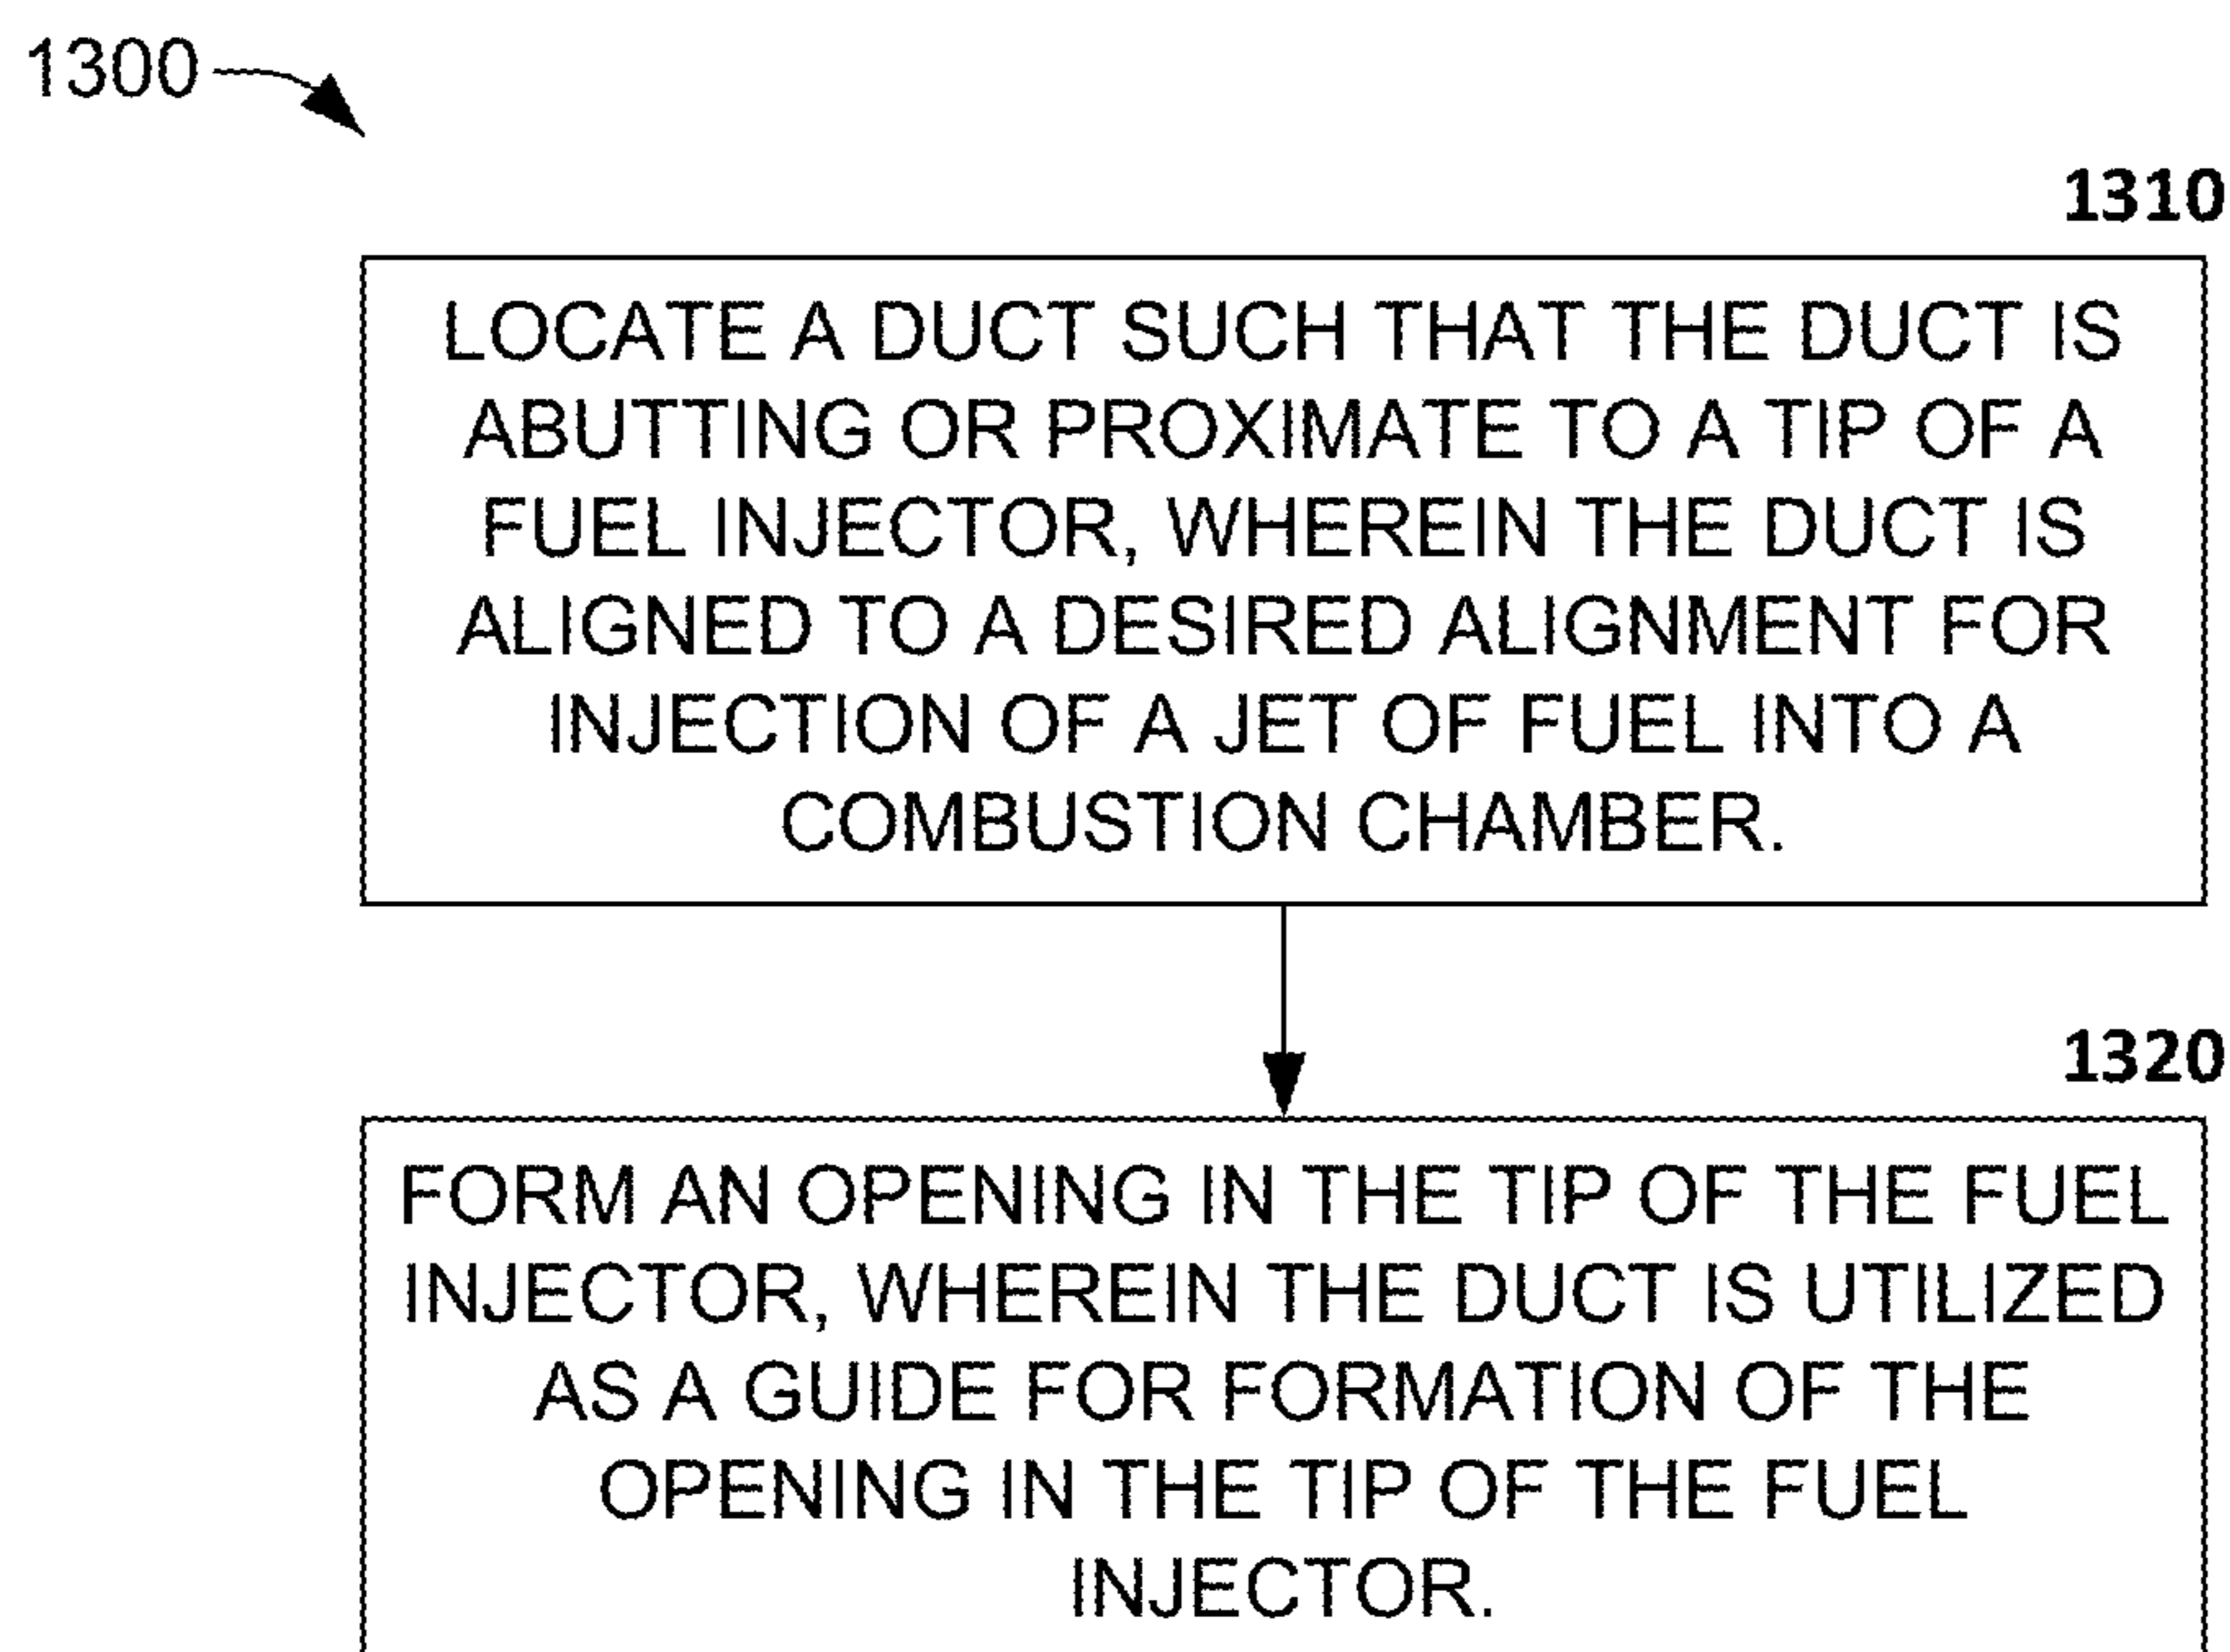 1300
1310
LOCATE A DUCT SUCH THAT THE DUCT IS
ABUTTING OR PROXIMATE TO A TIP OF A
FUEL INJECTOR, WHEREIN THE DUCT IS
ALIGNED TO A DESIRED ALIGNMENT FOR
INJECTION OF A JET OF FUEL INTO A
COMBUSTION CHAMBER.
1320
FORM AN OPENING IN THE TIP OF THE FUEL
INJECTOR, WHEREIN THE DUCT IS UTILIZED
AS A GUIDE FOR FORMATION OF THE
OPENING IN THE TIP OF THE FUEL
INJECTOR.